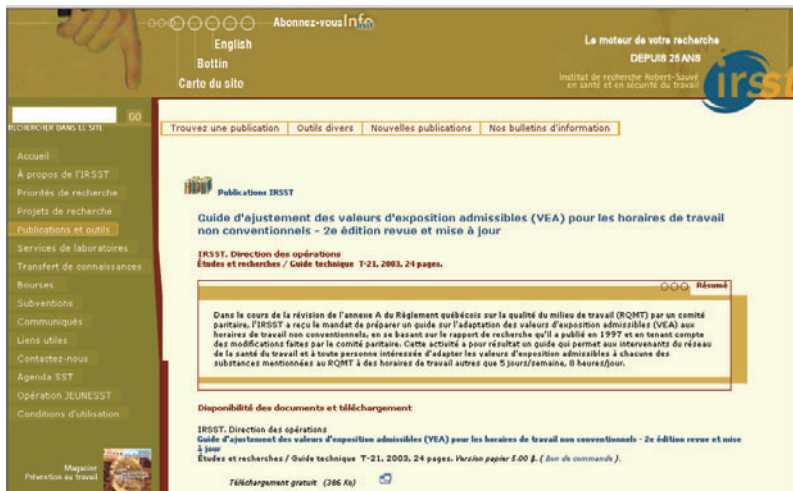 Abonnez-vous Info
IRSST
English
Bottin
Carte du site
Le moteur de votre recherche
DEPUIS 25 ANS
Institut de recherche Robert-Sauvé
en santé et en sécurité du travail
irsst
GO
RECHERCHER DANS LE SITE
Accueil
À propos de l'IRSST
Priorités de recherche
Projets de recherche
Publications et outils
Services de laboratoires
Transfert de connaissances
Bourses
Subventions
Communiqués
Liens utiles
Contactez-nous
Agenda SST
Opération JEUNESST
Conditions d'utilisation
Magazine
Prévention au travail
Trouvez une publication | Outils divers | Nouvelles publications | Nos bulletins d'information
Publications IRSST
Guide d'ajustement des valeurs d'exposition admissibles (VEA) pour les horaires de travail
non conventionnels - 2e édition revue et mise à jour
IRSST. Direction des opérations
Études et recherches / Guide technique T-21, 2003, 24 pages.
Résumé
Dans le cours de la révision de l'annexe A du Règlement québécois sur la qualité du milieu de travail (RQMT) par un comité
paritaire, l'IRSST a reçu le mandat de préparer un guide sur l'adaptation des valeurs d'exposition admissibles (VEA) aux
horaires de travail non conventionnels, en se basant sur le rapport de recherche qu'il a publié en 1997 et en tenant compte
des modifications faites par le comité paritaire. Cette activité a pour résultat un guide qui permet aux intervenants du réseau
de la santé du travail et à toute personne intéressée d'adapter les valeurs d'exposition admissibles à chacune des
substances mentionnées au RQMT à des horaires de travail autres que 5 jours/semaine, 8 heures/jour.
Disponibilité des documents et téléchargement
IRSST. Direction des opérations
Guide d'ajustement des valeurs d'exposition admissibles (VEA) pour les horaires de travail non conventionnels - 2e édition revue et mise
à jour
Études et recherches / Guide technique T-21, 2003, 24 pages. Version papier 5.00 $. ( Bon de commande ).
Téléchargement gratuit (386 Ko)